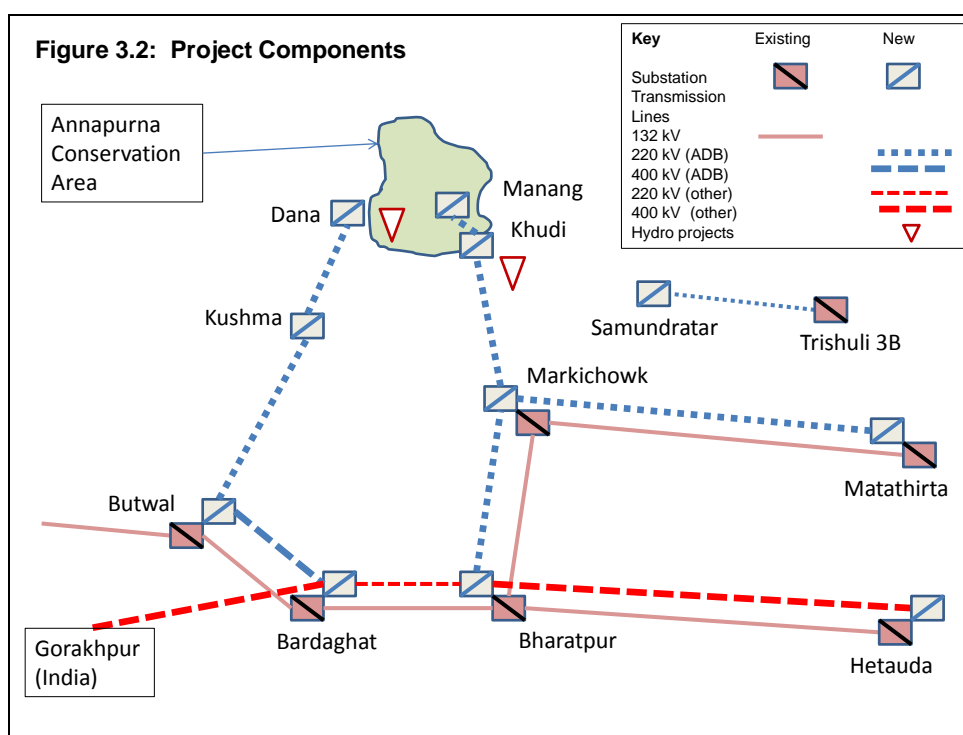 Figure 3.2:  Project Components
Key Existing New
Substation
Transmission
Lines
132 kV
220 kV (ADB)
400 kV (ADB)
220 kV (other)
400 kV  (other)
Hydro projects
Annapurna
Conservation
Area
Manang
Dana
Khudi
Kushma
Samundratar
Trishuli 3B
Markichowk
Matathirta
Butwal
Bardaghat
Bharatpur
Hetauda
Gorakhpur
(India)